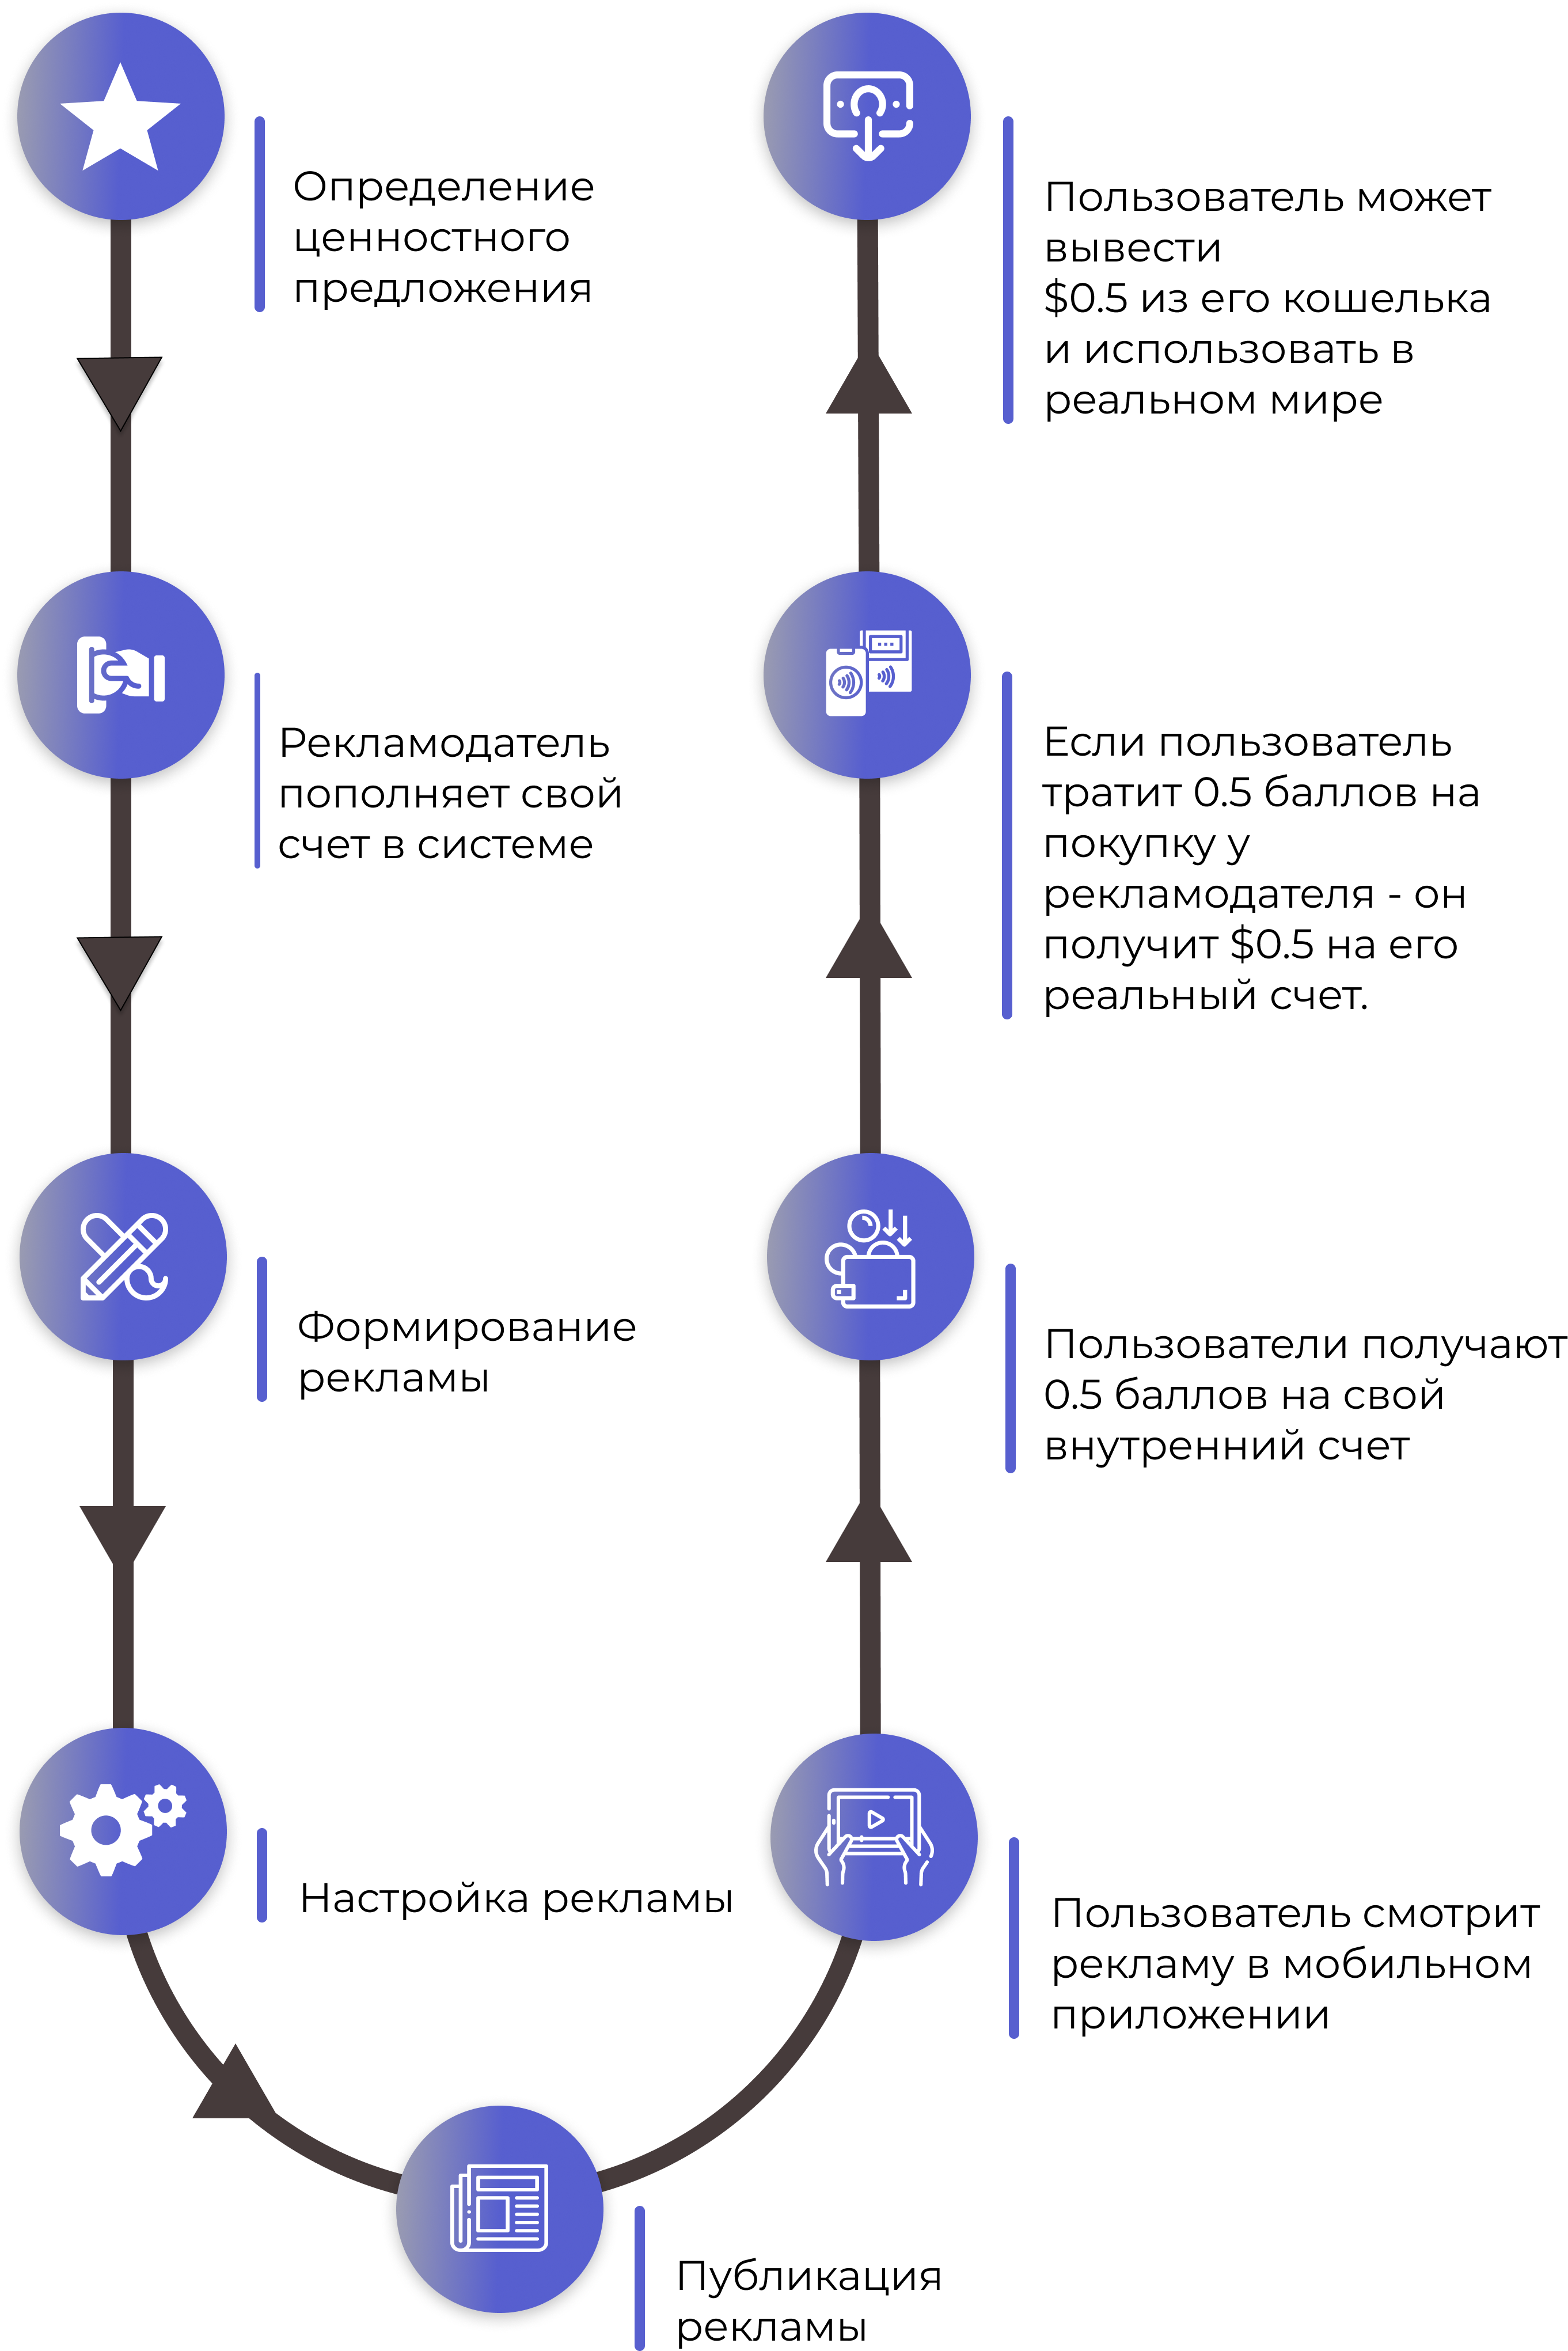 Определение
ценностного
предложения
Рекламодатель
пополняет свой
счет в системе
Формирование
рекламы
Настройка рекламы
Публикация
рекламы
Пользователь смотрит
рекламу в мобильном
приложении
Пользователи получают
0.5 баллов на свой
внутренний счет
Если пользователь
тратит 0.5 баллов на
покупку у
рекламодателя - он
получит $0.5 на его
реальный счет.
Пользователь может
вывести
$0.5 из его кошелька
и использовать в
реальном мире